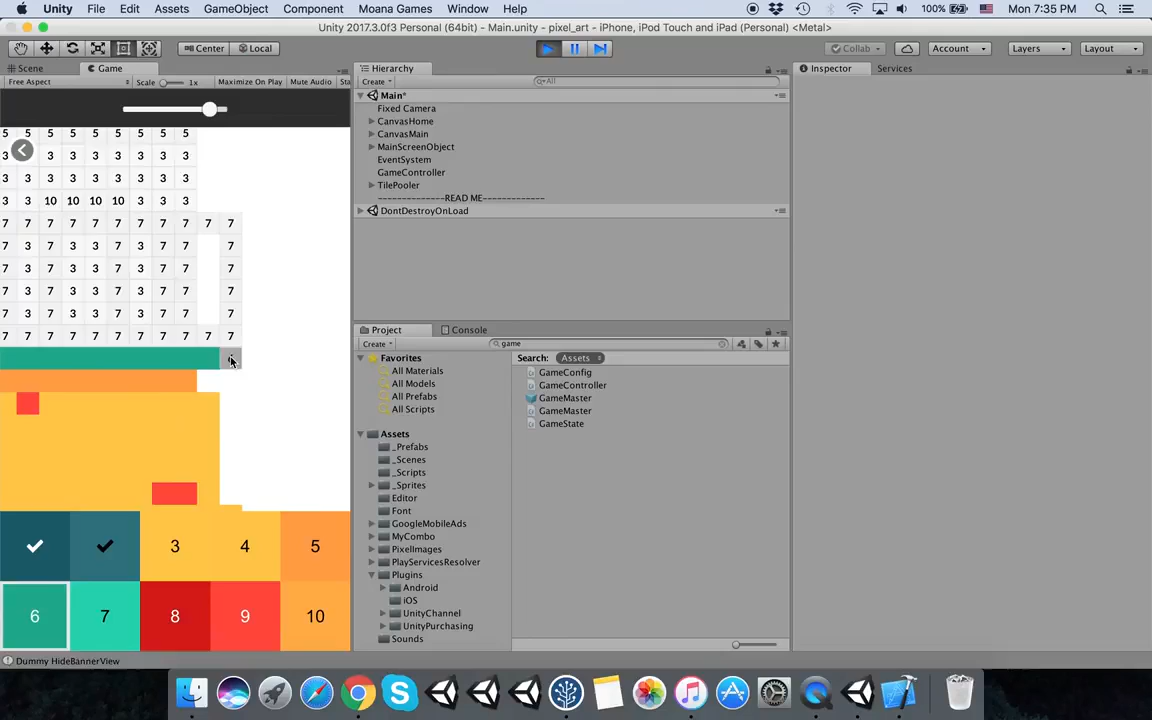 Unity File Edit Assets GameObject Component Moana Games Window Help 100% Mon 7:35 PM
Unity 2017.3.0f3 Personal (64bit) - Main.unity - pixel_art - iPhone, iPod Touch and iPad (Personal) <Metal>
Center Local Collab Account Layers Layout
Scene Game Hierarchy Inspector Services
Free Aspect Scale 1x Maximize On Play Mute Audio Sta Create All
Main*
Fixed Camera
CanvasHome
CanvasMain
MainScreenObject
EventSystem
GameController
TilePooler
--------------READ ME-------------
DontDestroyOnLoad
5 5 5 5 5 5 5 5 5
3 3 3 3 3 3 3 3
3 3 3 3 3 3 3 3 3
3 3 10 10 10 10 3 3 3
7 7 7 7 7 7 7 7 7 7 7
7 3 7 3 3 7 3 7 7 7
7 3 7 3 3 7 3 7 7 7
7 3 7 3 3 7 3 7 7 7
7 3 7 3 3 7 3 7 7 7
7 7 7 7 7 7 7 7 7 7 7
3 4 5
6 7 8 9 10
Project Console
Create game
Favorites
All Materials
All Models
All Prefabs
All Scripts
Assets
_Prefabs
_Scenes
_Scripts
_Sprites
Editor
Font
GoogleMobileAds
MyCombo
PixelImages
PlayServicesResolver
Plugins
Android
iOS
UnityChannel
UnityPurchasing
Sounds
Search: Assets
GameConfig
GameController
GameMaster
GameMaster
GameState
Dummy HideBannerView